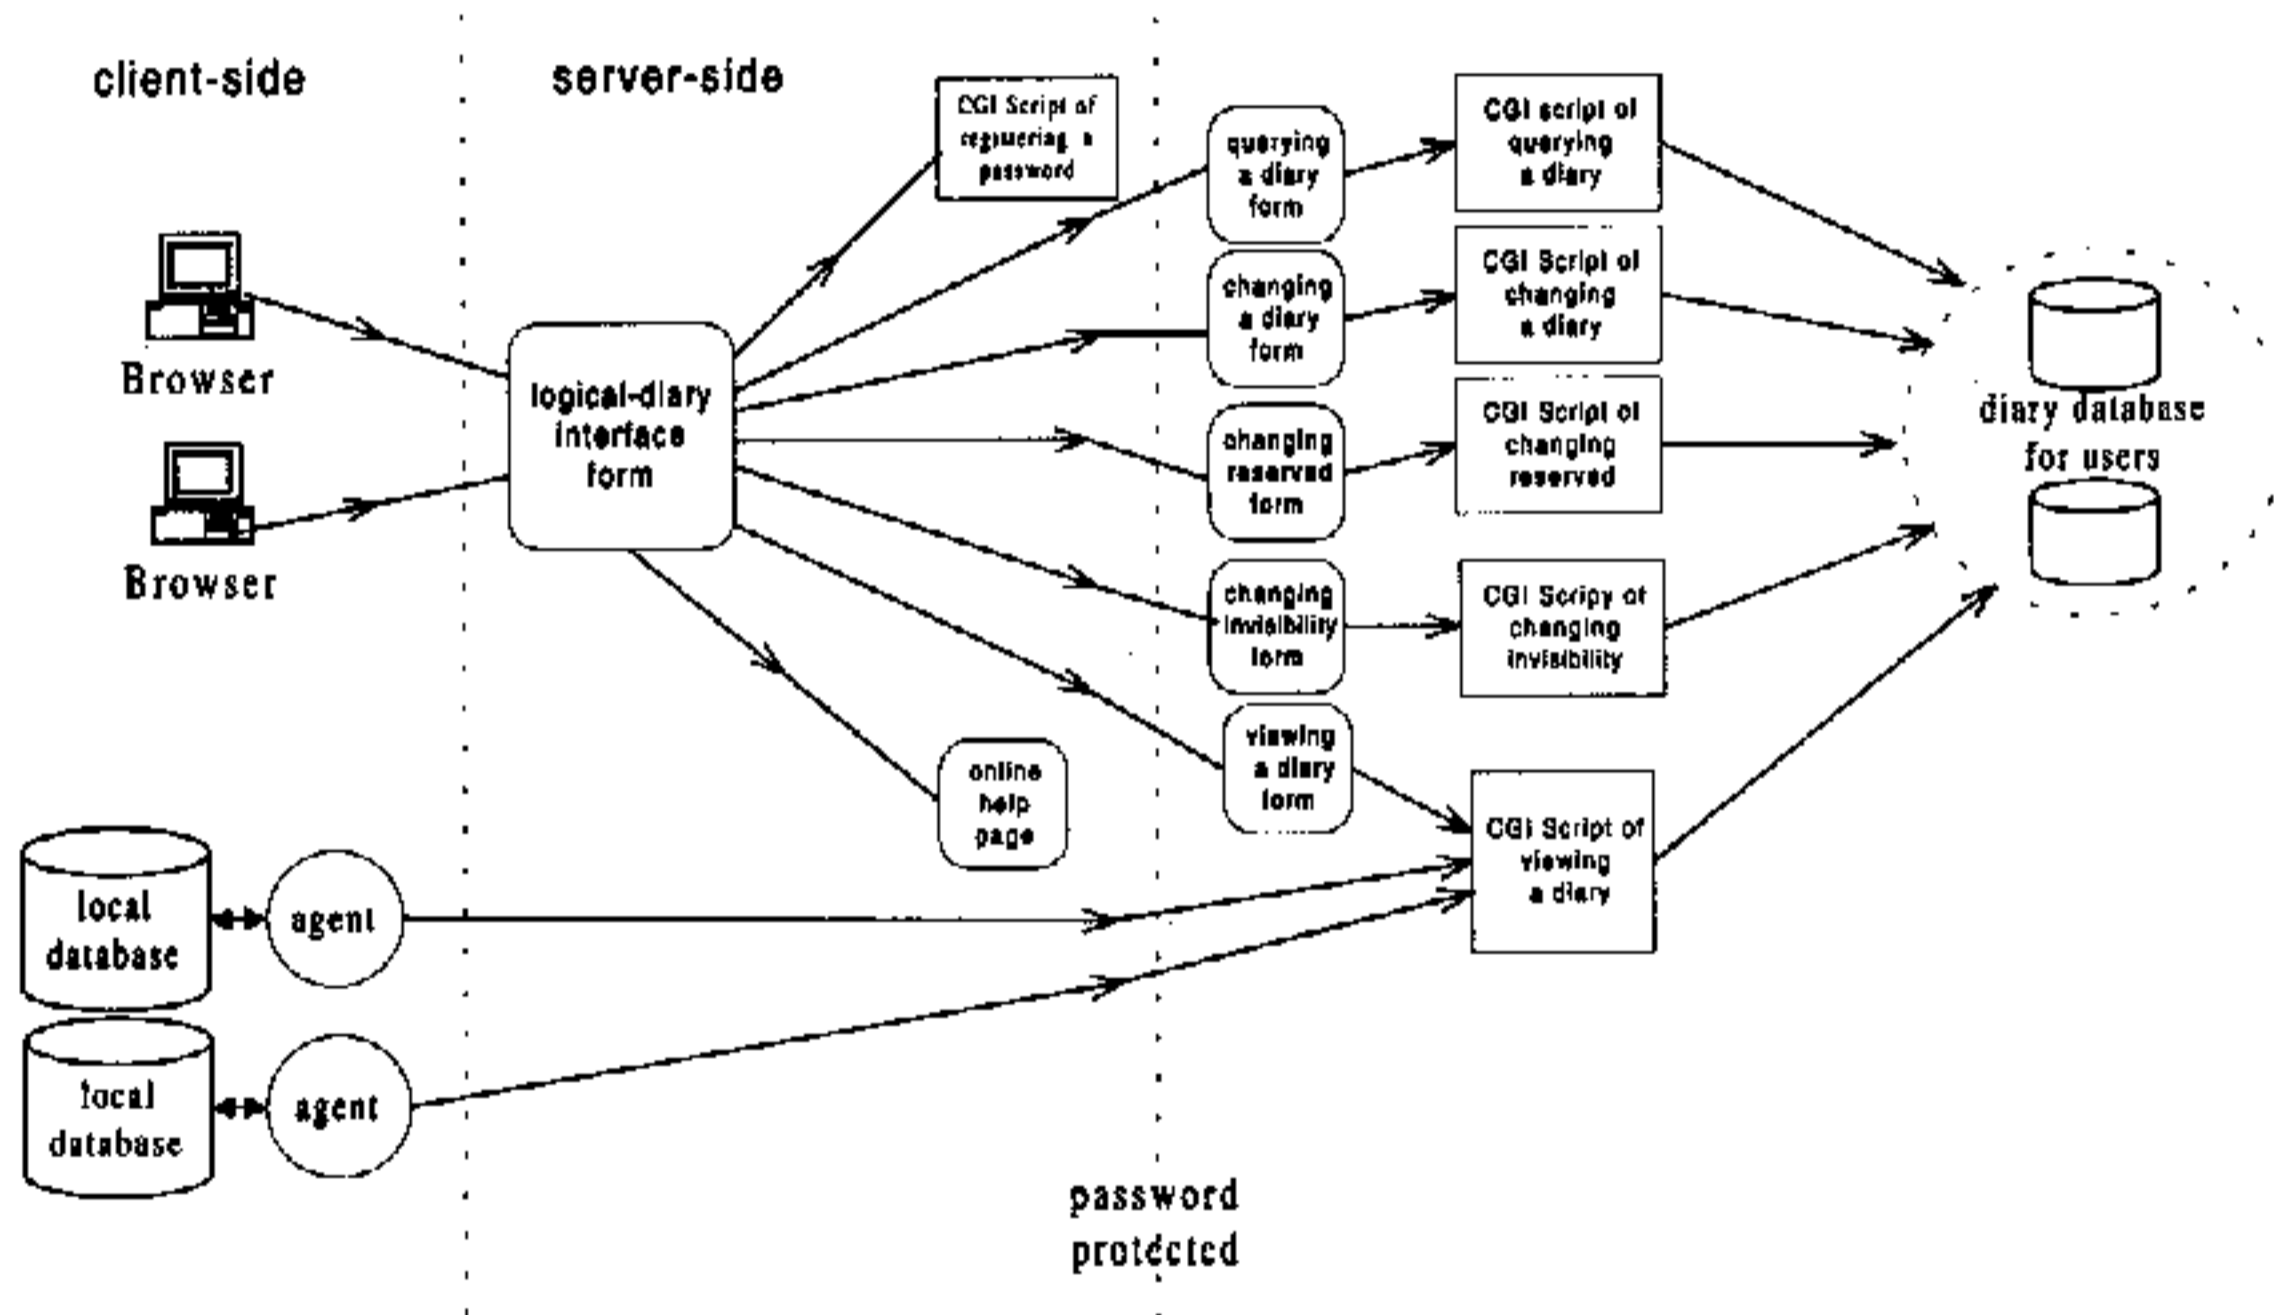 client-side
server-side
CGI Script of
registering a
password
querying
a diary
form
CGI script of
querying
a diary
changing
a diary
form
CGI Script of
changing
a diary
Browser
logical-diary
interface
form
changing
reserved
form
CGI Script of
changing
reserved
diary database
for users
Browser
changing
invisibility
form
CGI Scripy of
changing
invisibility
viewing
a diary
form
online
help
page
CGI Script of
viewing
a diary
local
database
agent
local
database
agent
password
protected